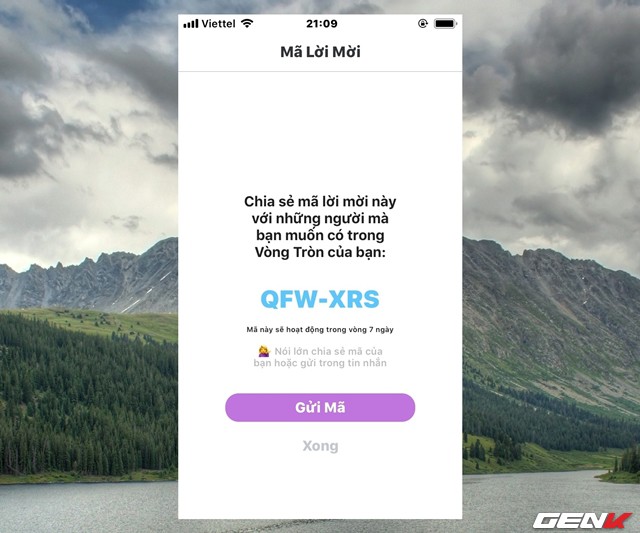 Viettel 21:09
Mã Lời Mời
Chia sẻ mã lời mời này
với những người mà
bạn muốn có trong
Vòng Tròn của bạn:
QFW-XRS
Mã này sẽ hoạt động trong vòng 7 ngày
Nói lớn chia sẻ mã của
bạn hoặc gửi trong tin nhắn
Gửi Mã
Xong
GENK